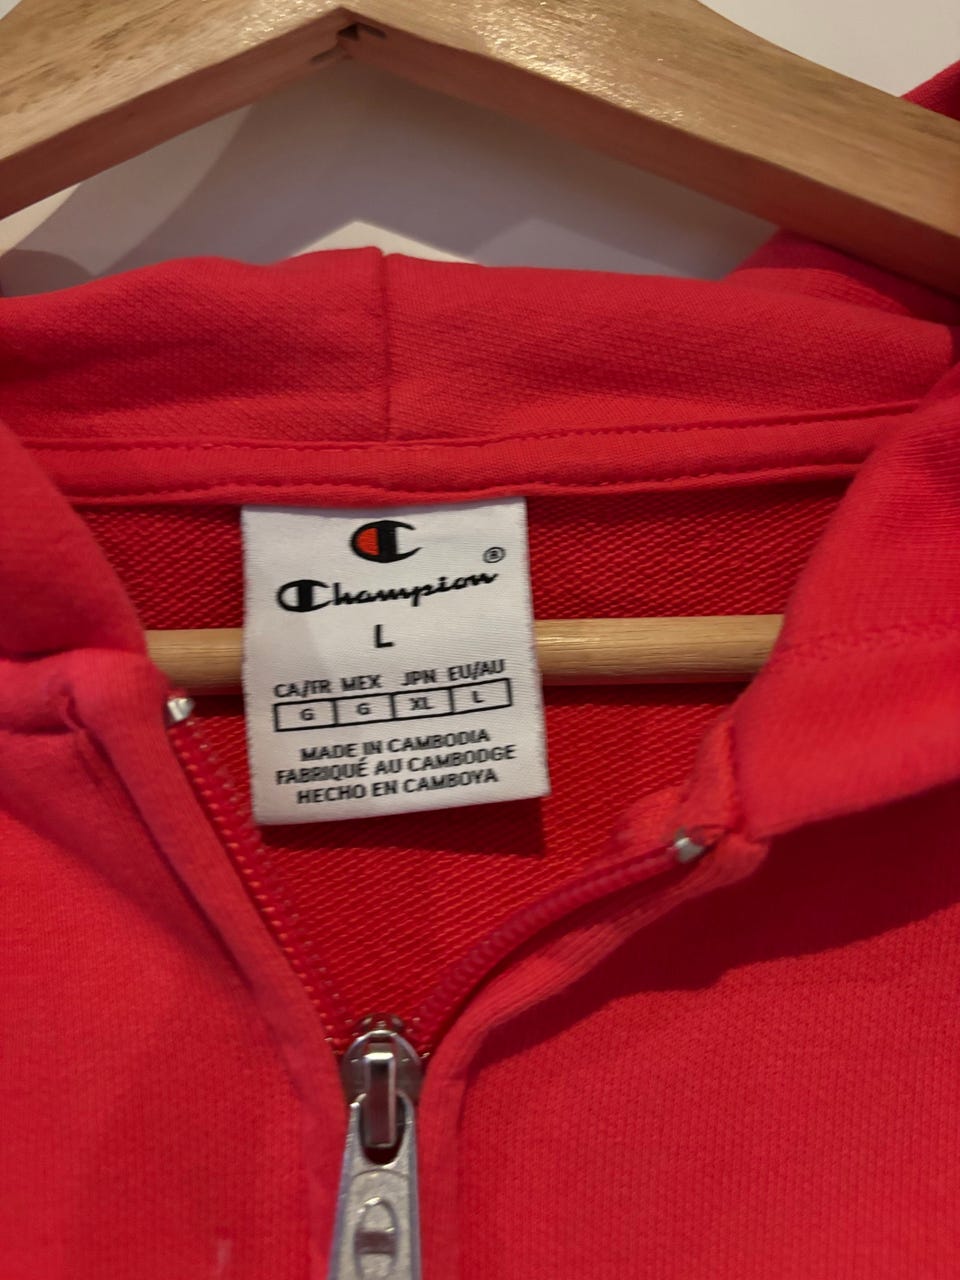 Champion®
L
CA/FR MEX JPN EU/AU
G G XL L
MADE IN CAMBODIA
FABRIQUÉ AU CAMBODGE
HECHO EN CAMBOYA